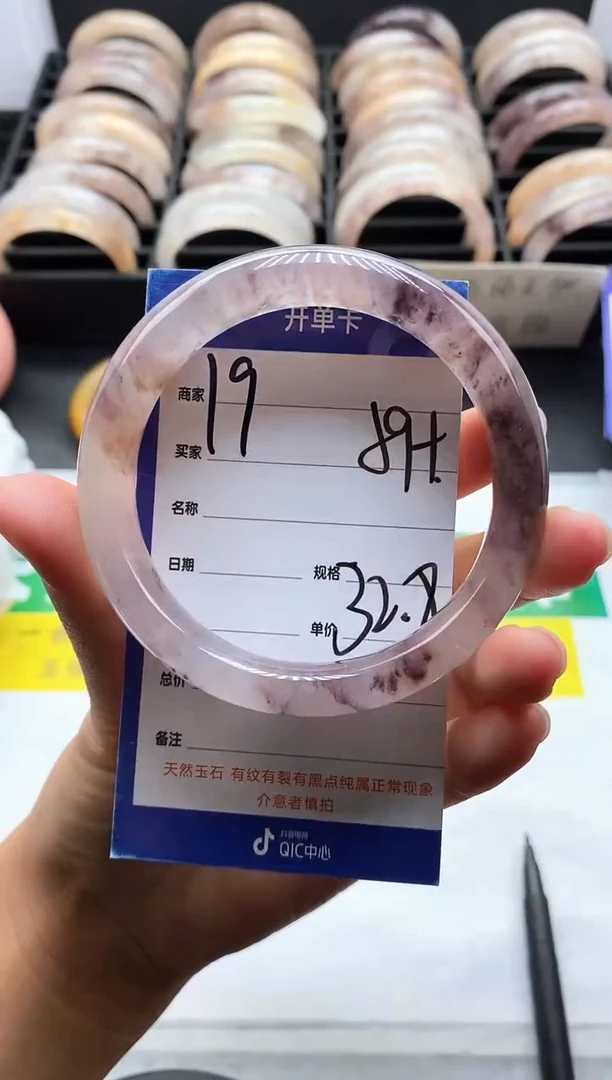 开单卡
商家 19
买家
89H.
名称
日期 规格
单价 32.8
总价
备注
天然玉石 有纹有裂有黑点纯属正常现象
介意者慎拍
抖音电商
QIC中心